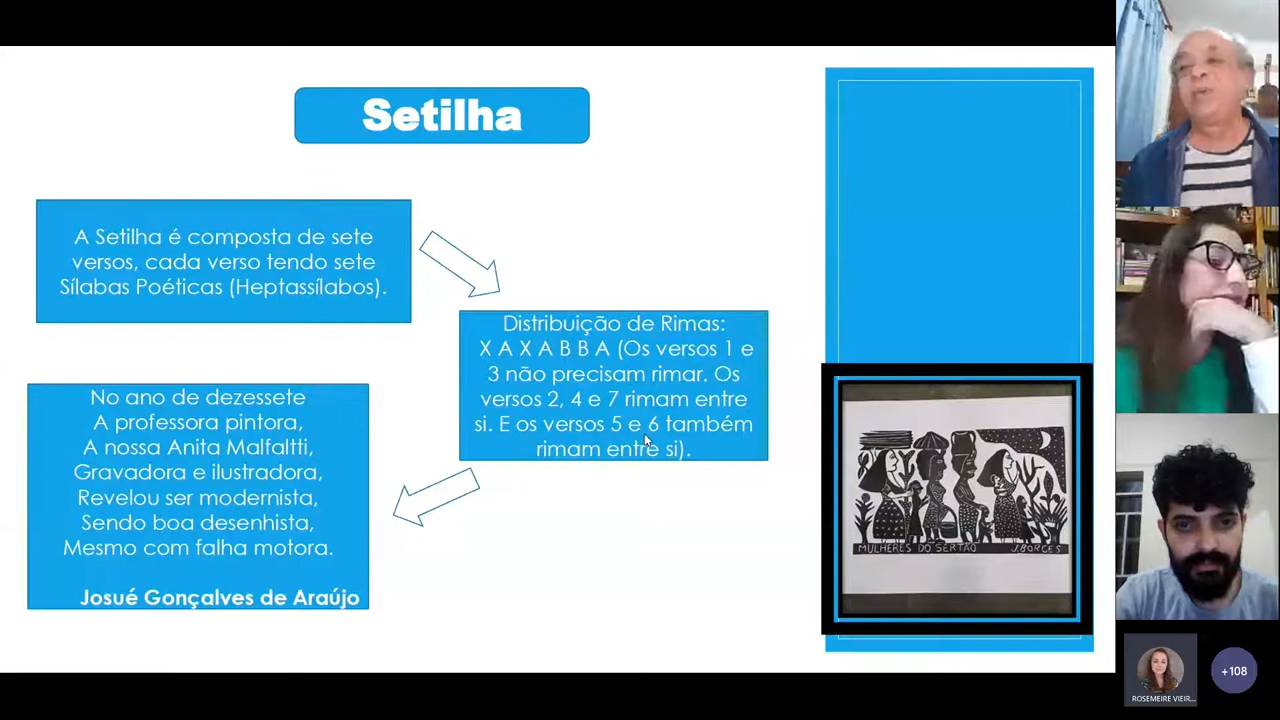 Setilha
A Setilha é composta de sete
versos, cada verso tendo sete
Sílabas Poéticas (Heptassílabos).
Distribuição de Rimas:
X A X A B B A (Os versos 1 e
3 não precisam rimar. Os
versos 2, 4 e 7 rimam entre
si. E os versos 5 e 6 também
rimam entre si).
No ano de dezessete
A professora pintora,
A nossa Anita Malfaltti,
Gravadora e ilustradora,
Revelou ser modernista,
Sendo boa desenhista,
Mesmo com falha motora.
Josué Gonçalves de Araújo
MULHERES DO SERTÃO J.BORGES
ROSEMEIRE VIEIR...
+108